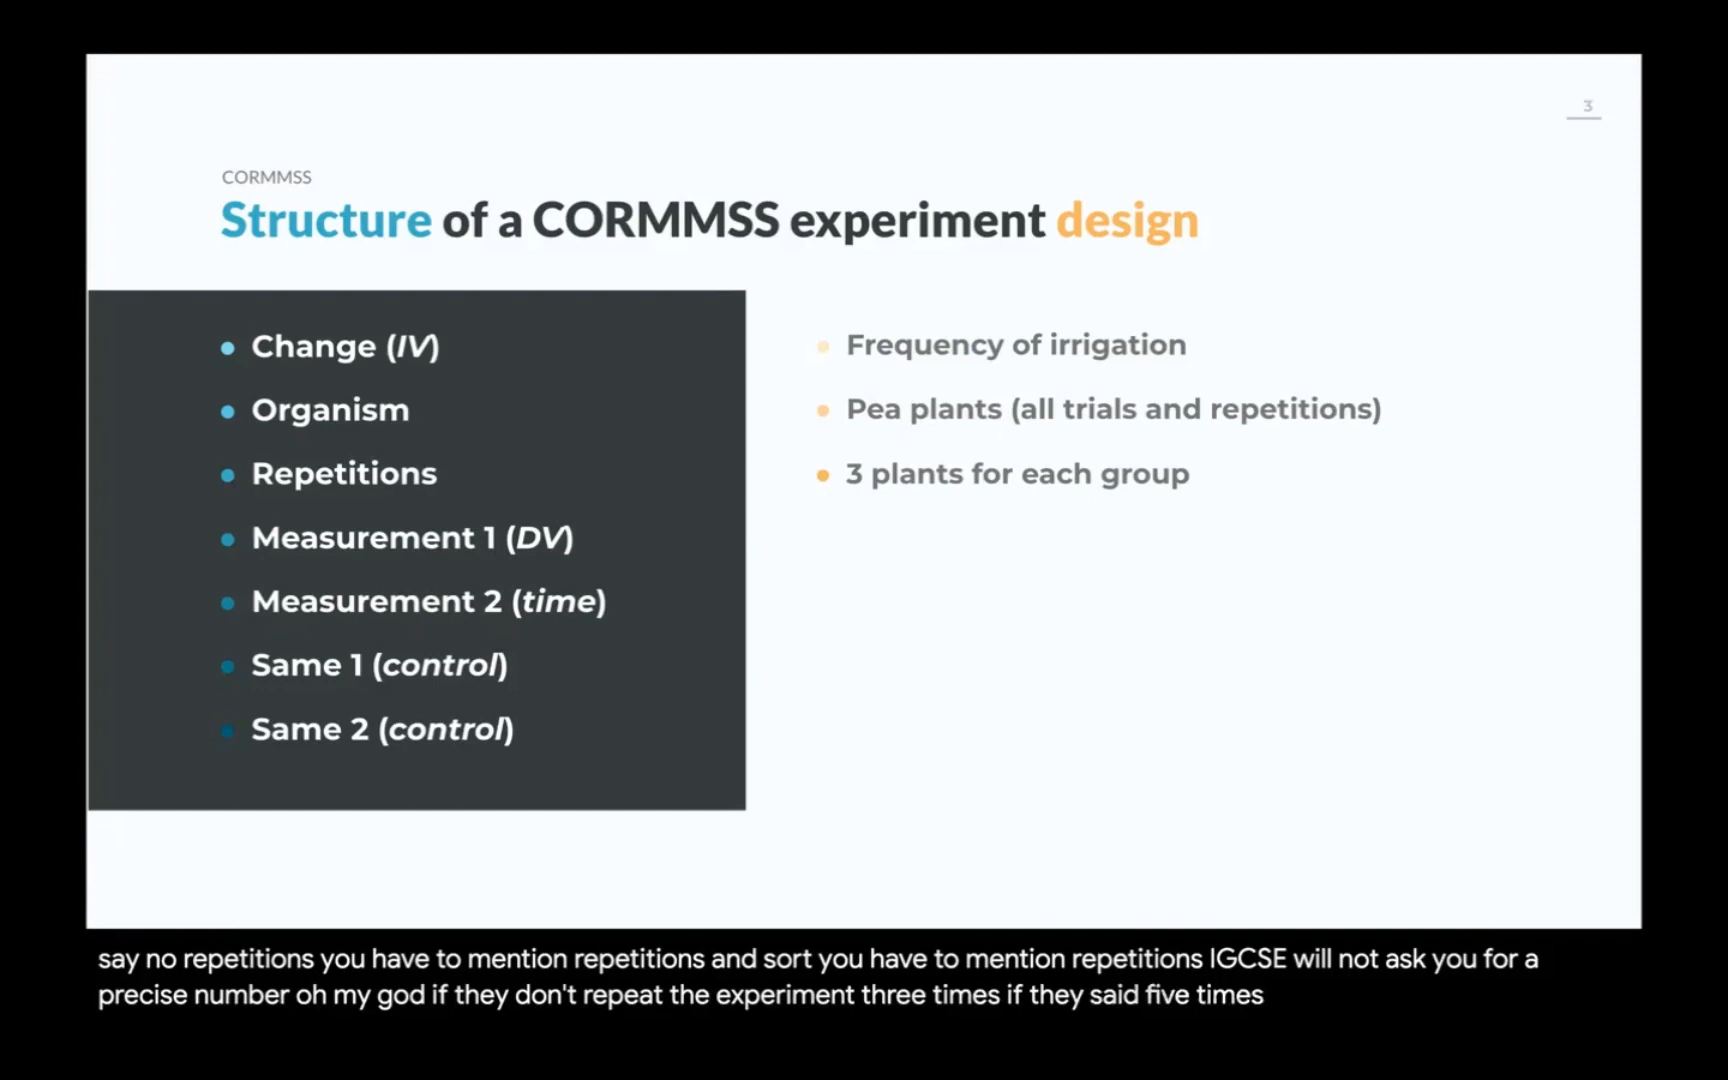 3
CORMMSS
Structure of a CORMMSS experiment design
Change (IV)
Organism
Repetitions
Measurement 1 (DV)
Measurement 2 (time)
Same 1 (control)
Same 2 (control)
Frequency of irrigation
Pea plants (all trials and repetitions)
3 plants for each group
say no repetitions you have to mention repetitions and sort you have to mention repetitions IGCSE will not ask you for a
precise number oh my god if they don't repeat the experiment three times if they said five times